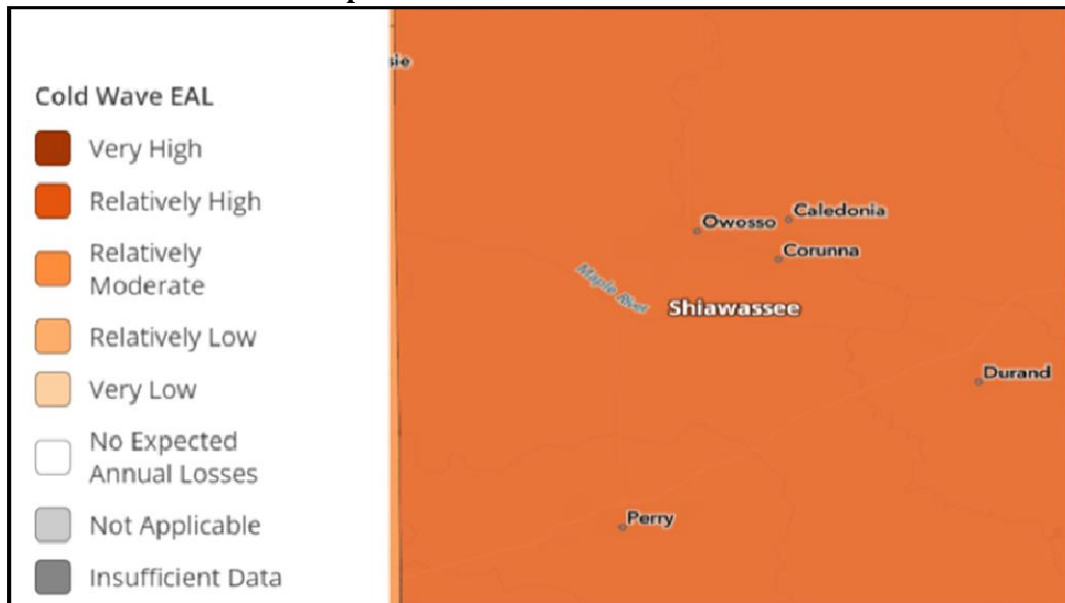 Cold Wave EAL
Very High
Relatively High
Relatively
Moderate
Relatively Low
Very Low
No Expected
Annual Losses
Not Applicable
Insufficient Data
sie
Owosso
Caledonia
Corunna
Maple River
Shiawassee
Durand
Perry